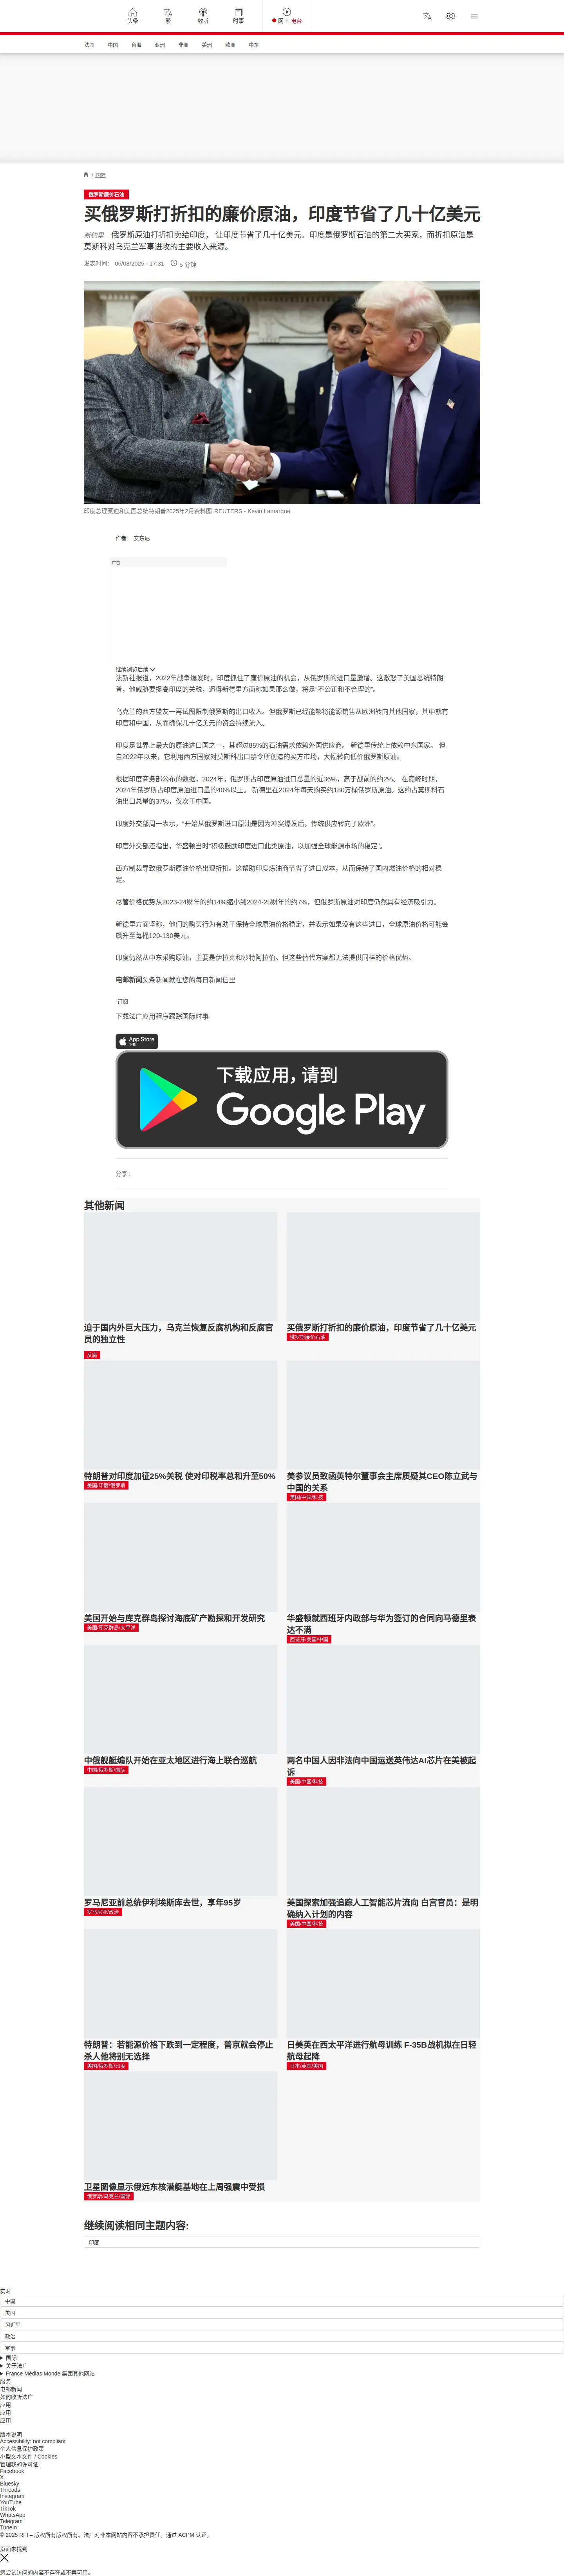 头条
繁
收听
时事
网上 电台
法国 中国 台海 亚洲 非洲 美洲 欧洲 中东
/ 国际
俄罗斯廉价石油
买俄罗斯打折扣的廉价原油，印度节省了几十亿美元
新德里 – 俄罗斯原油打折扣卖给印度， 让印度节省了几十亿美元。印度是俄罗斯石油的第二大买家，而折扣原油是
莫斯科对乌克兰军事进攻的主要收入来源。
发表时间： 06/08/2025 - 17:31 5 分钟
印度总理莫迪和美国总统特朗普2025年2月资料图 REUTERS - Kevin Lamarque
作者： 安东尼
广告
继续浏览后续
法新社报道，2022年战争爆发时，印度抓住了廉价原油的机会，从俄罗斯的进口量激增。这激怒了美国总统特朗
普，他威胁要提高印度的关税，逼得新德里方面称如果那么做，将是“不公正和不合理的”。
乌克兰的西方盟友一再试图限制俄罗斯的出口收入。但俄罗斯已经能够将能源销售从欧洲转向其他国家，其中就有
印度和中国，从而确保几十亿美元的资金持续流入。
印度是世界上最大的原油进口国之一，其超过85%的石油需求依赖外国供应商。 新德里传统上依赖中东国家。 但
自2022年以来，它利用西方国家对莫斯科出口禁令所创造的买方市场，大幅转向低价俄罗斯原油。
根据印度商务部公布的数据，2024年，俄罗斯占印度原油进口总量的近36%，高于战前的约2%。 在巅峰时期，
2024年俄罗斯占印度原油进口量的40%以上。 新德里在2024年每天购买约180万桶俄罗斯原油。这约占莫斯科石
油出口总量的37%，仅次于中国。
印度外交部周一表示，“开始从俄罗斯进口原油是因为冲突爆发后，传统供应转向了欧洲”。
印度外交部还指出，华盛顿当时“积极鼓励印度进口此类原油，以加强全球能源市场的稳定”。
西方制裁导致俄罗斯原油价格出现折扣。这帮助印度炼油商节省了进口成本，从而保持了国内燃油价格的相对稳
定。
尽管价格优势从2023-24财年的约14%缩小到2024-25财年的约7%，但俄罗斯原油对印度仍然具有经济吸引力。
新德里方面坚称，他们的购买行为有助于保持全球原油价格稳定，并表示如果没有这些进口，全球原油价格可能会
飙升至每桶120-130美元。
印度仍然从中东采购原油，主要是伊拉克和沙特阿拉伯。但这些替代方案都无法提供同样的价格优势。
电邮新闻头条新闻就在您的每日新闻信里
订阅
下载法广应用程序跟踪国际时事
App Store
下载
下载应用，请到
Google Play
分享 :
其他新闻
迫于国内外巨大压力，乌克兰恢复反腐机构和反腐官
员的独立性
反腐
买俄罗斯打折扣的廉价原油，印度节省了几十亿美元
俄罗斯廉价石油
特朗普对印度加征25%关税 使对印税率总和升至50%
美国/印度/俄罗斯
美参议员致函英特尔董事会主席质疑其CEO陈立武与
中国的关系
美国/中国/科技
美国开始与库克群岛探讨海底矿产勘探和开发研究
美国/库克群岛/太平洋
华盛顿就西班牙内政部与华为签订的合同向马德里表
达不满
西班牙/美国/中国
中俄舰艇编队开始在亚太地区进行海上联合巡航
中国/俄罗斯/国际
两名中国人因非法向中国运送英伟达AI芯片在美被起
诉
美国/中国/科技
罗马尼亚前总统伊利埃斯库去世，享年95岁
罗马尼亚/政治
美国探索加强追踪人工智能芯片流向 白宫官员：是明
确纳入计划的内容
美国/中国/科技
特朗普：若能源价格下跌到一定程度，普京就会停止
杀人他将别无选择
美国/俄罗斯/印度
日美英在西太平洋进行航母训练 F-35B战机拟在日轻
航母起降
日本/英国/美国
卫星图像显示俄远东核潜艇基地在上周强震中受损
俄罗斯/乌克兰/国际
继续阅读相同主题内容:
印度
实时
中国
美国
习近平
政治
军事
国际
关于法广
France Médias Monde 集团其他网站
服务
电邮新闻
如何收听法广
应用
应用
应用
版本说明
Accessibility: not compliant
个人信息保护政策
小型文本文件 / Cookies
管理我的许可证
Facebook
X
Bluesky
Threads
Instagram
YouTube
TikTok
WhatsApp
Telegram
TuneIn
© 2025 RFI – 版权所有版权所有。法广对非本网站内容不承担责任。通过 ACPM 认证。
页面未找到
您尝试访问的内容不存在或不再可用。